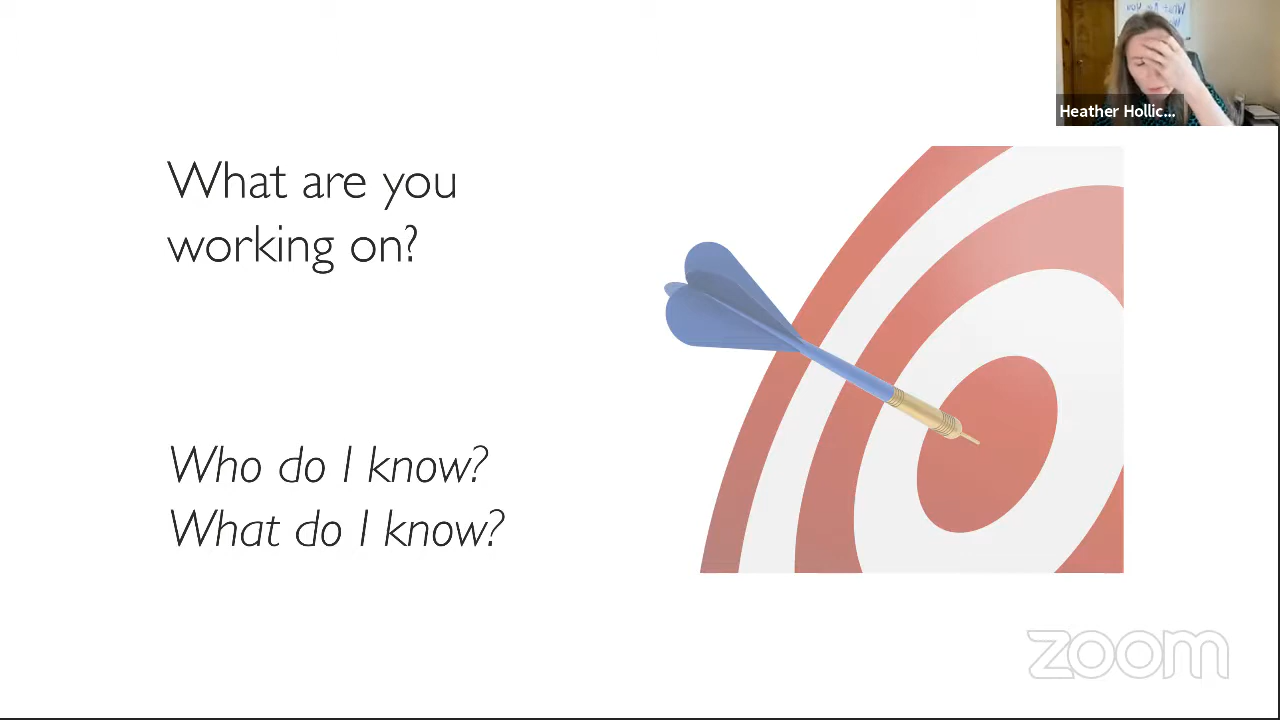 What are you
working on?
Who do I know?
What do I know?
Heather Hollic...
zoom